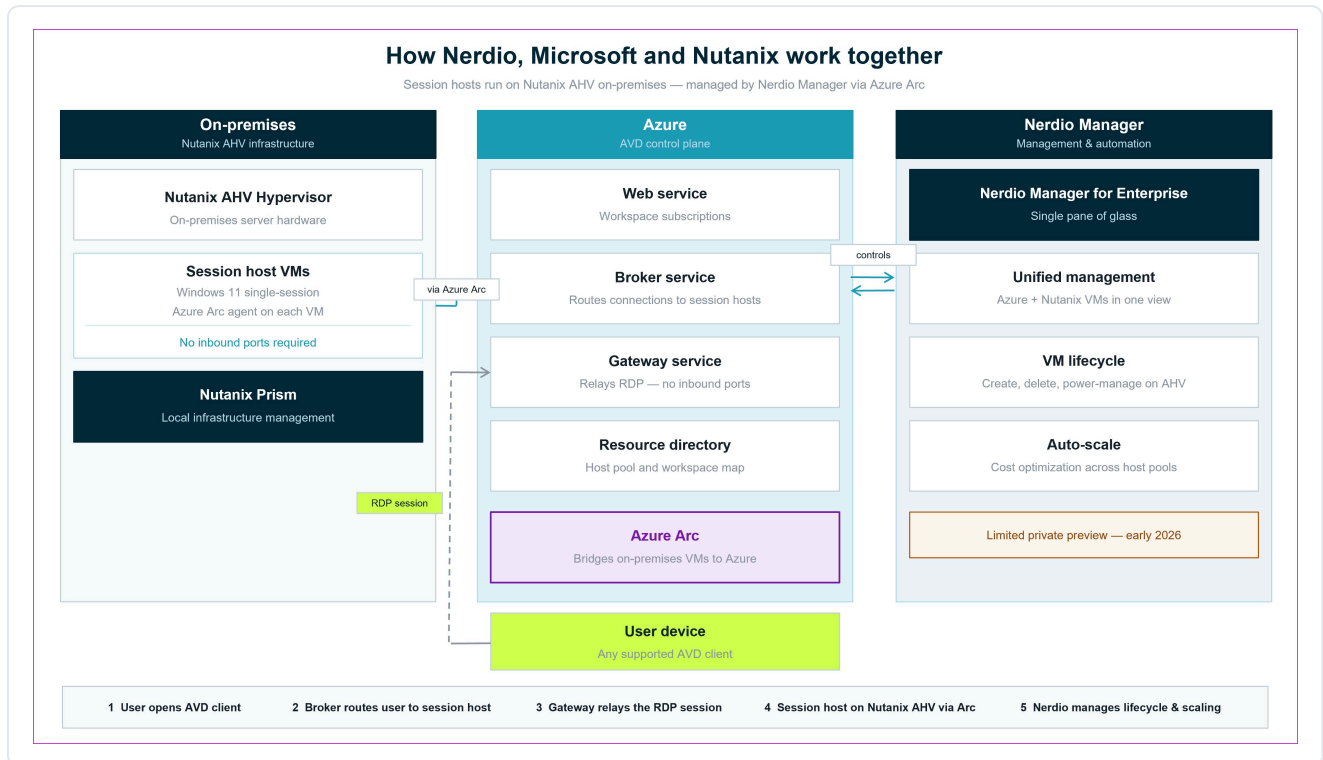 How Nerdio, Microsoft and Nutanix work together
Session hosts run on Nutanix AHV on-premises — managed by Nerdio Manager via Azure Arc
On-premises
Nutanix AHV infrastructure
Nutanix AHV Hypervisor
On-premises server hardware
Session host VMs
Windows 11 single-session
Azure Arc agent on each VM
No inbound ports required
Nutanix Prism
Local infrastructure management
via Azure Arc
RDP session
Azure
AVD control plane
Web service
Workspace subscriptions
Broker service
Routes connections to session hosts
Gateway service
Relays RDP — no inbound ports
Resource directory
Host pool and workspace map
Azure Arc
Bridges on-premises VMs to Azure
User device
Any supported AVD client
controls
Nerdio Manager
Management & automation
Nerdio Manager for Enterprise
Single pane of glass
Unified management
Azure + Nutanix VMs in one view
VM lifecycle
Create, delete, power-manage on AHV
Auto-scale
Cost optimization across host pools
Limited private preview — early 2026
1 User opens AVD client
2 Broker routes user to session host
3 Gateway relays the RDP session
4 Session host on Nutanix AHV via Arc
5 Nerdio manages lifecycle & scaling